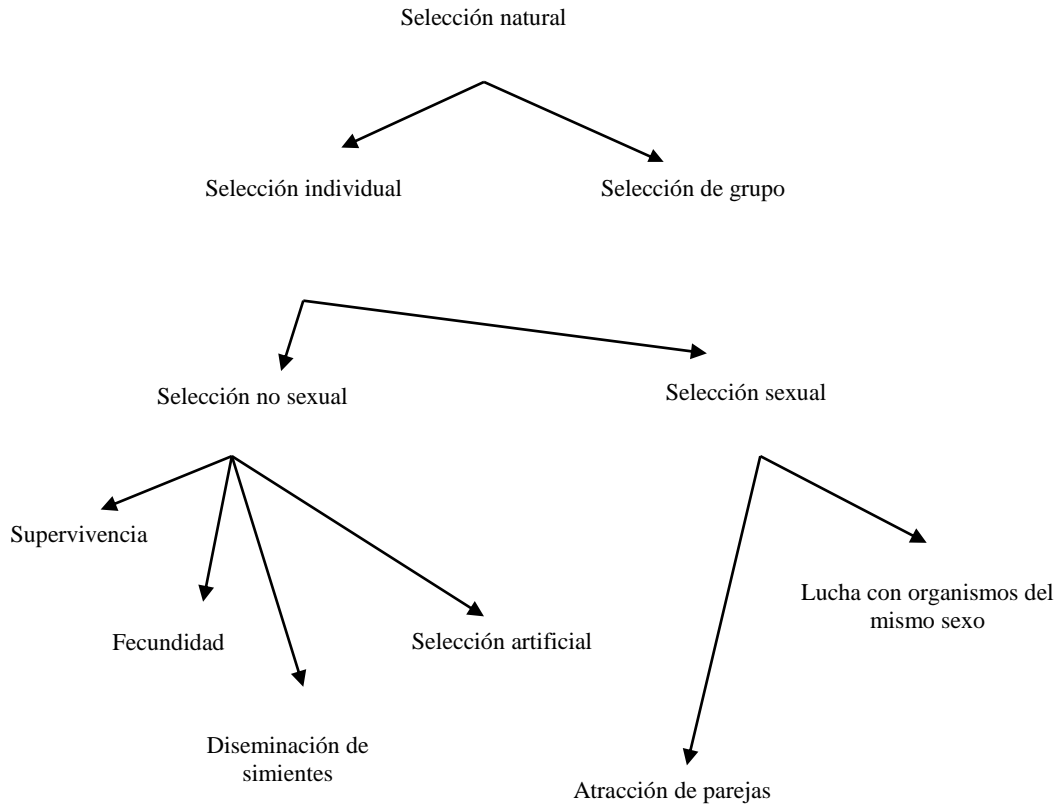 Selección natural
Selección individual
Selección de grupo
Selección no sexual
Selección sexual
Supervivencia
Fecundidad
Selección artificial
Lucha con organismos del
mismo sexo
Diseminación de
simientes
Atracción de parejas